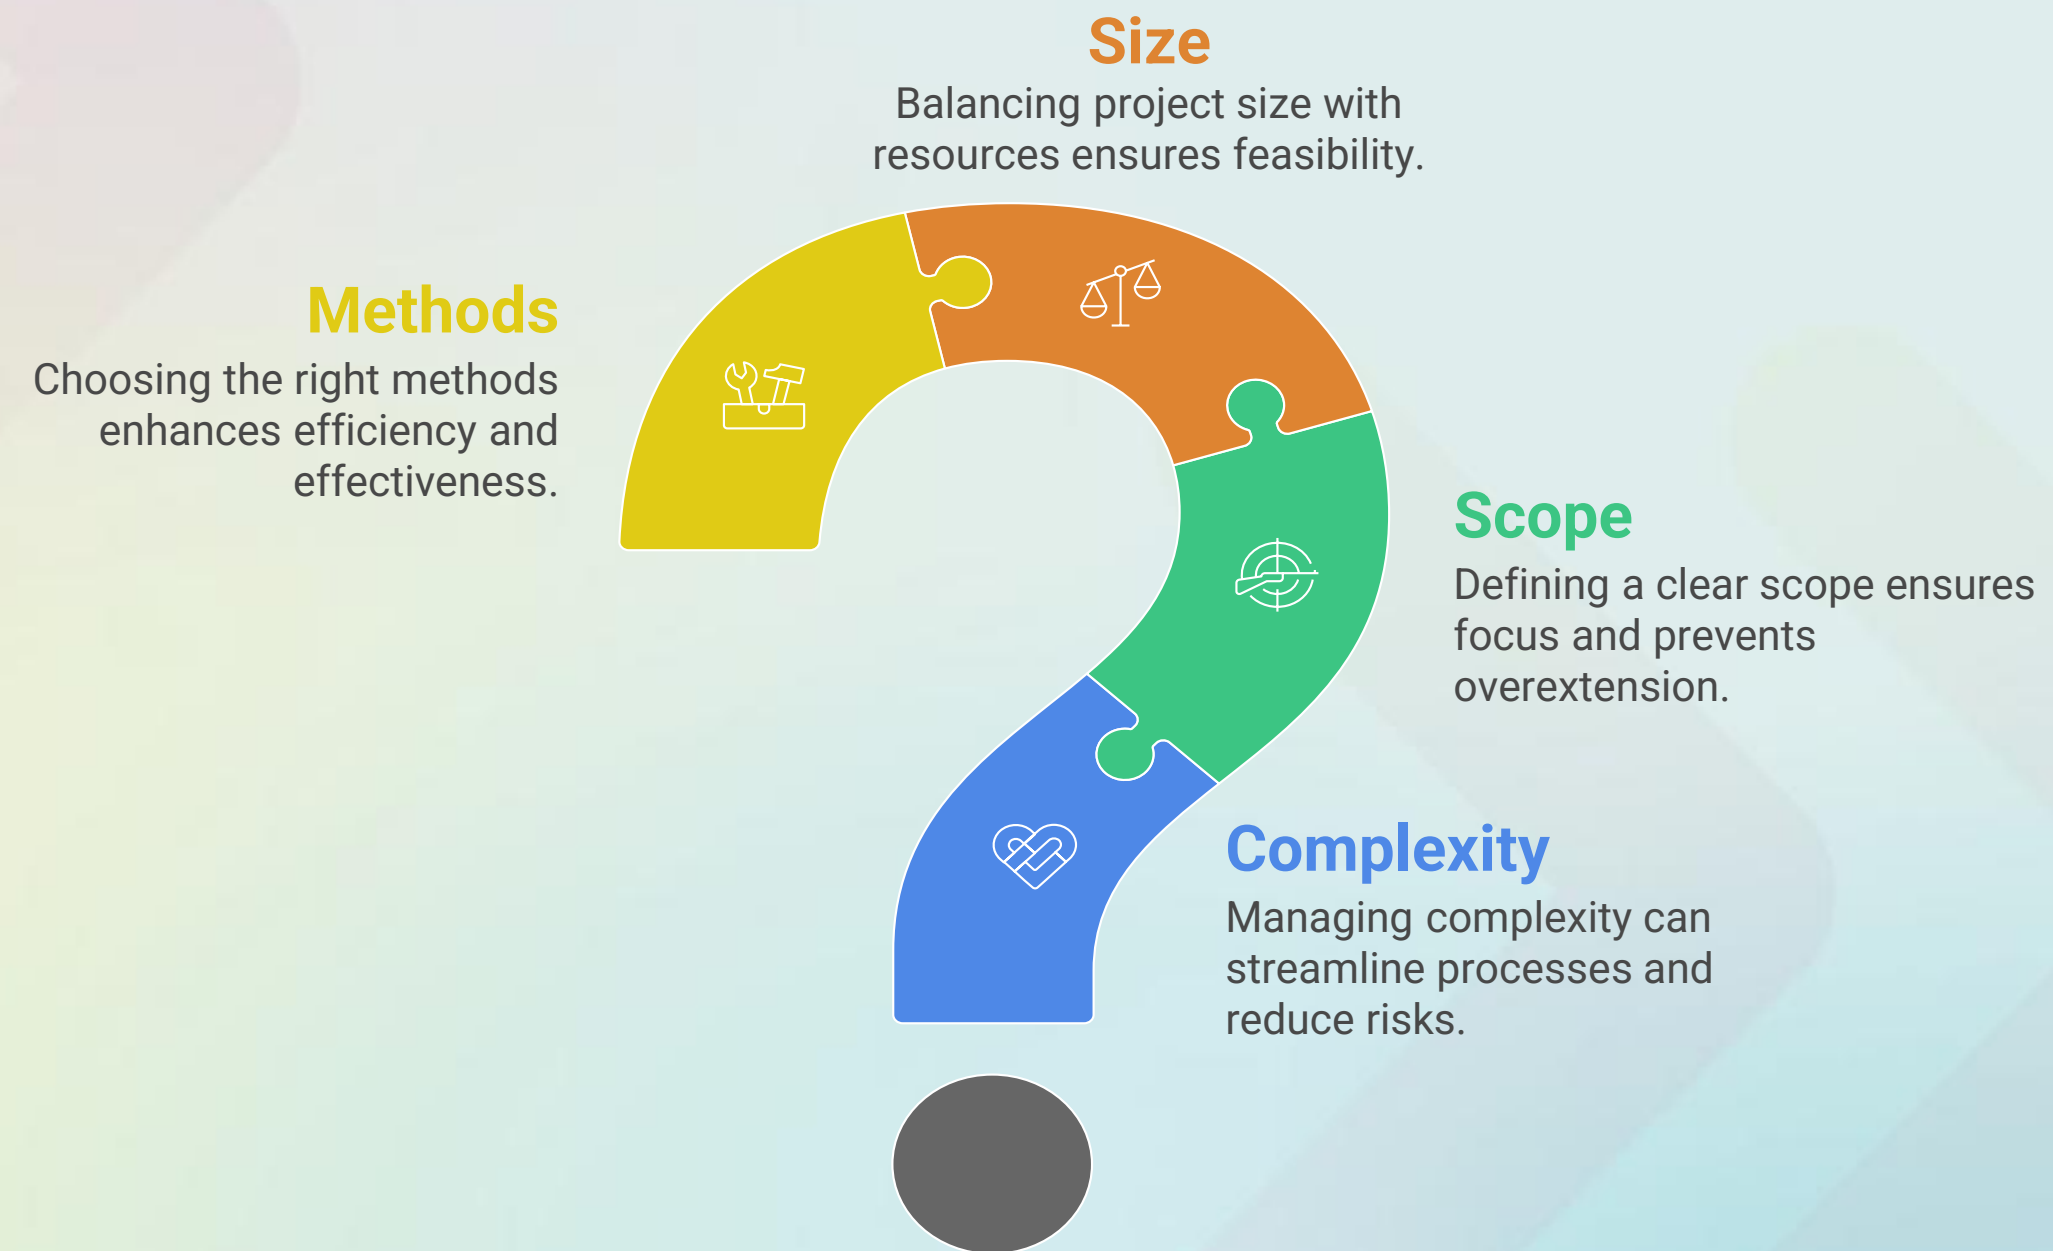 Size
Balancing project size with
resources ensures feasibility.
Methods
Choosing the right methods
enhances efficiency and
effectiveness.
Scope
Defining a clear scope ensures
focus and prevents
overextension.
Complexity
Managing complexity can
streamline processes and
reduce risks.